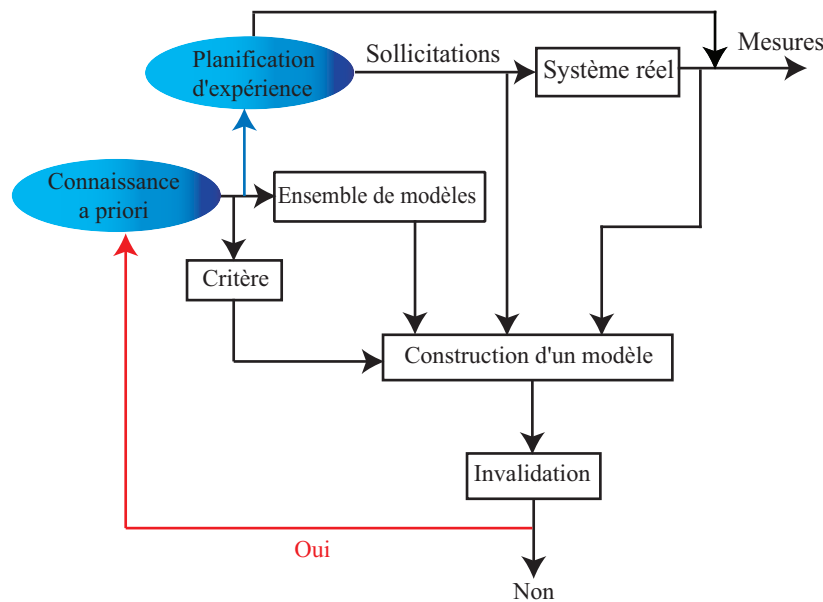 Planification
d'expérience
Sollicitations
Système réel
Mesures
Connaissance
a priori
Ensemble de modèles
Critère
Construction d'un modèle
Invalidation
Oui
Non